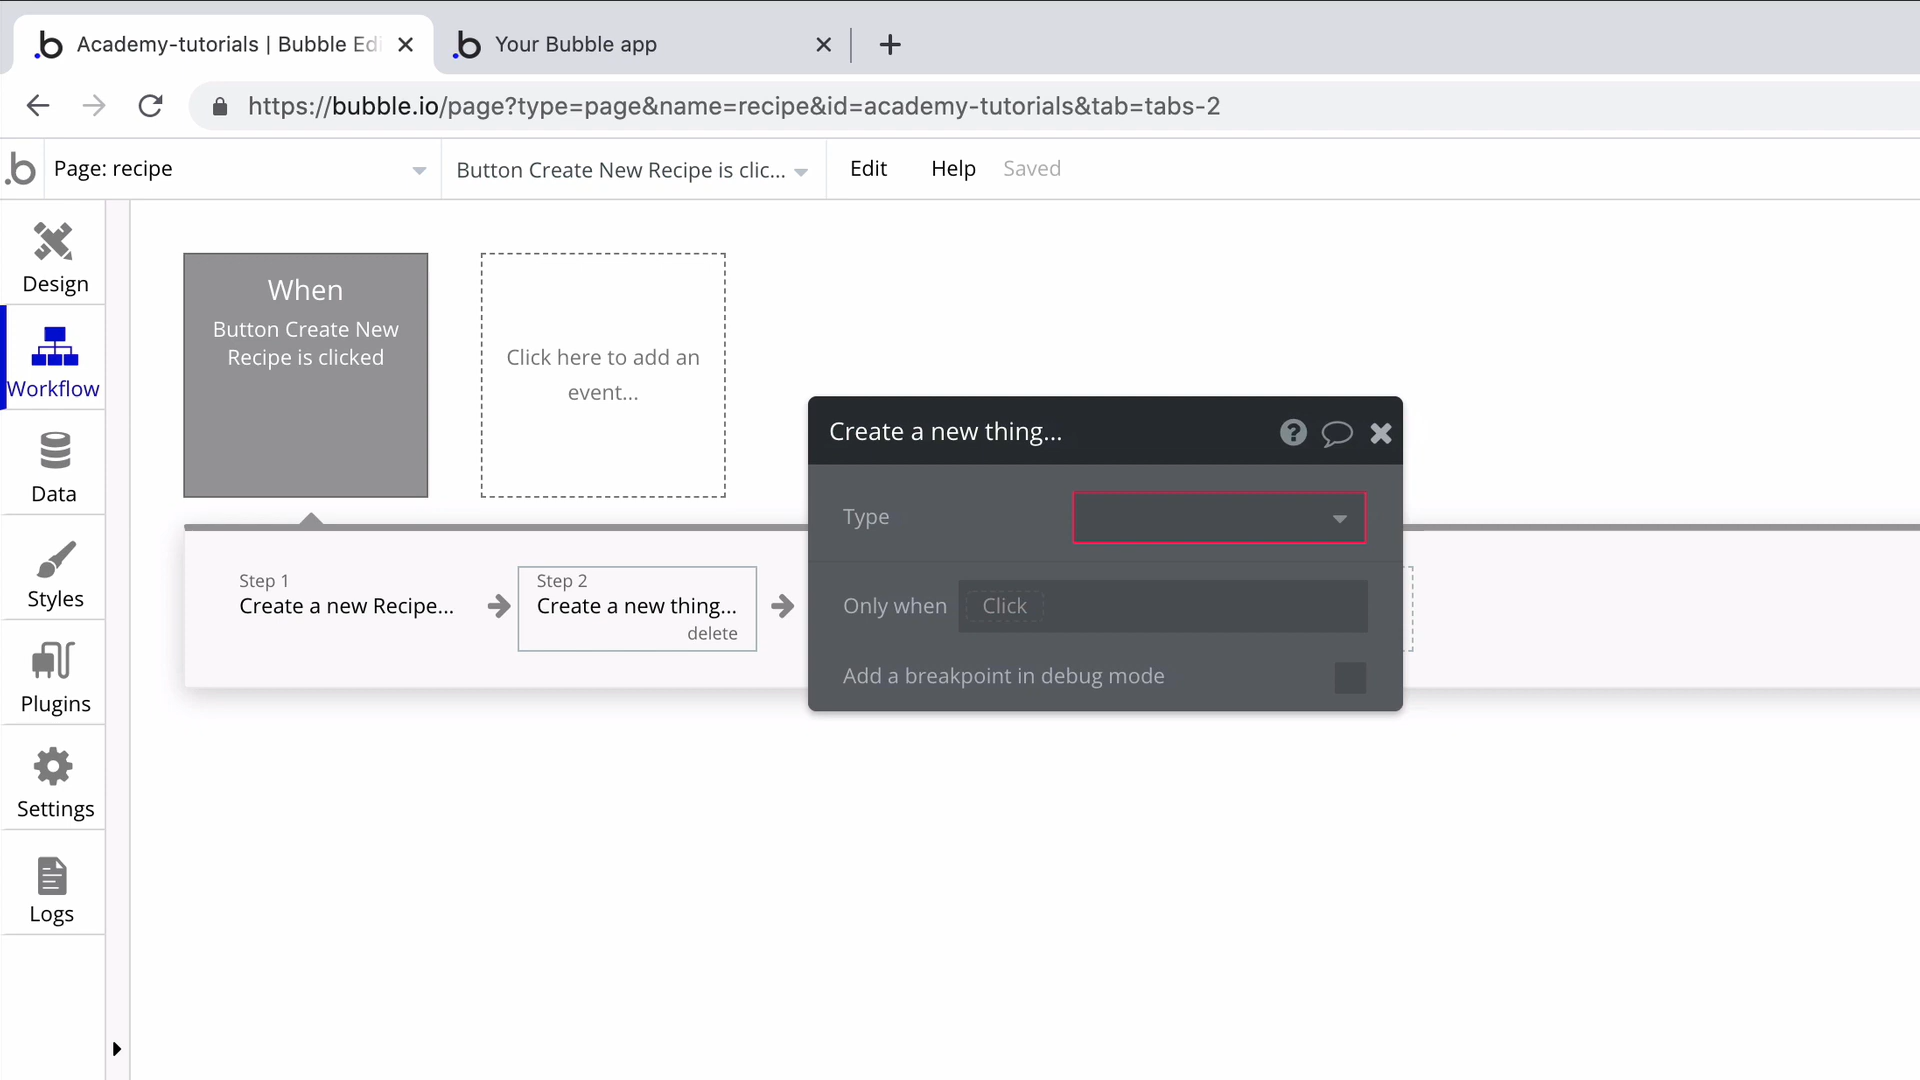 Academy-tutorials | Bubble Edi
Your Bubble app
https://bubble.io/page?type=page&name=recipe&id=academy-tutorials&tab=tabs-2
Page: recipe
Button Create New Recipe is clic...
Edit
Help
Saved
Design
Workflow
Data
Styles
Plugins
Settings
Logs
When
Button Create New
Recipe is clicked
Click here to add an
event...
Step 1
Create a new Recipe...
Step 2
Create a new thing...
delete
Create a new thing...
Type
Only when
Click
Add a breakpoint in debug mode